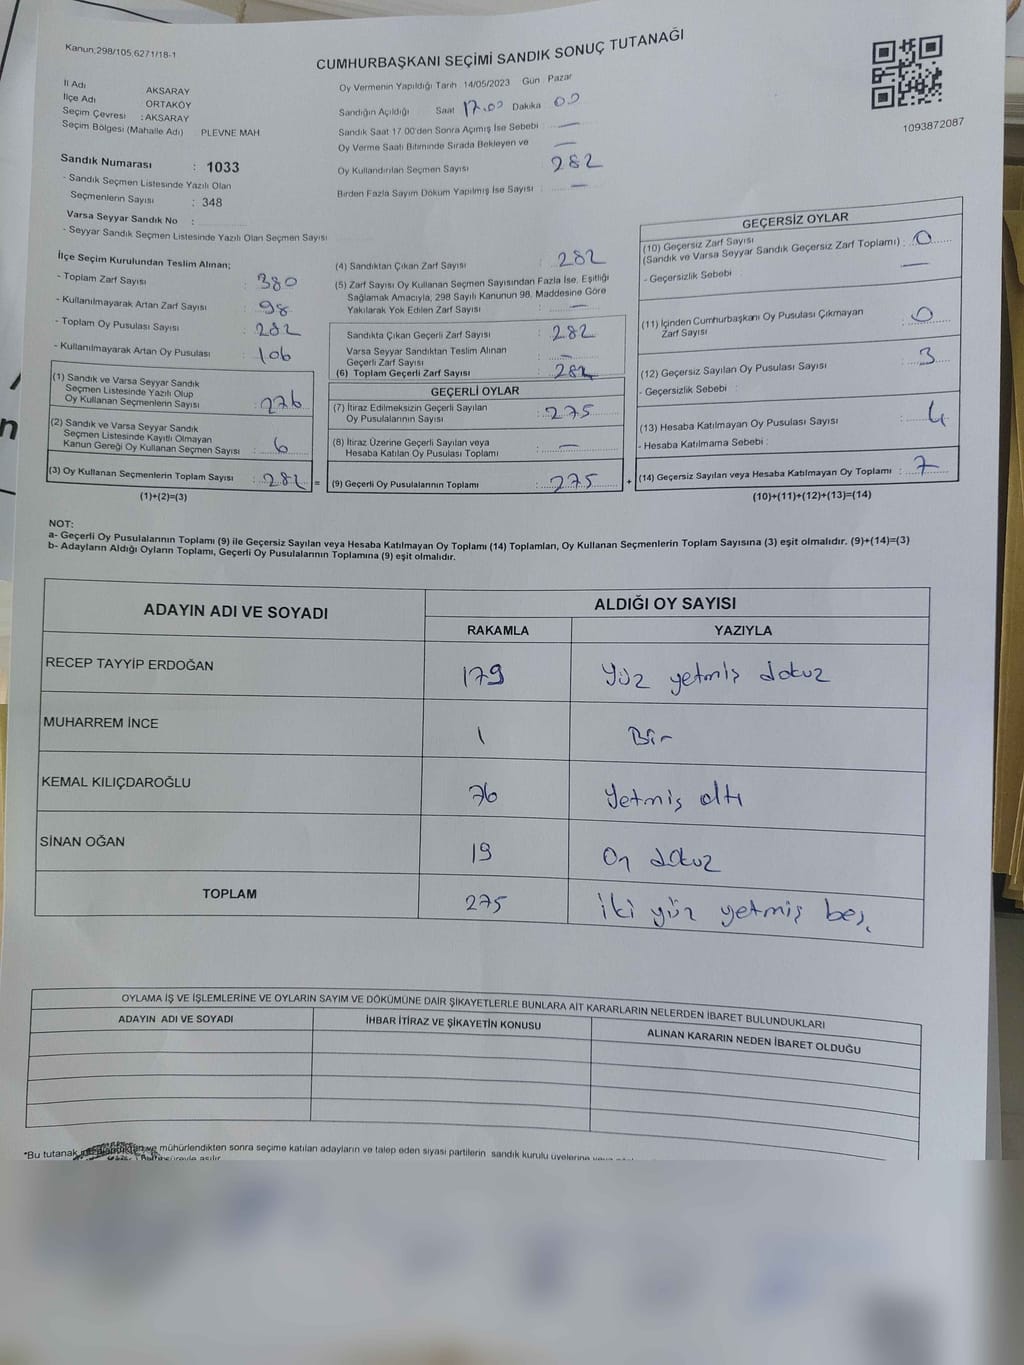 Kanun;298/105,6271/18-1
CUMHURBAŞKANI SEÇİMİ SANDIK SONUÇ TUTANAĞI
1093872087
İl Adı AKSARAY
İlçe Adı ORTAKÖY
Seçim Çevresi : AKSARAY
Seçim Bölgesi (Mahalle Adı) PLEVNE MAH.
Sandık Numarası : 1033
- Sandık Seçmen Listesinde Yazılı Olan
Seçmenlerin Sayısı : 348
Varsa Seyyar Sandık No :
- Seyyar Sandık Seçmen Listesinde Yazılı Olan Seçmen Sayısı
Oy Vermenin Yapıldığı Tarih 14/05/2023 Gün Pazar
Sandığın Açıldığı Saat 17.00 Dakika 00
Sandık Saat 17 00'den Sonra Açımış İse Sebebi : —
Oy Verme Saati Bitiminde Sırada Bekleyen ve —
Oy Kullandırılan Seçmen Sayısı 282
Birden Fazla Sayım Döküm Yapılmış İse Sayısı : —
İlçe Seçim Kurulundan Teslim Alınan;
- Toplam Zarf Sayısı : 380
- Kullanılmayarak Artan Zarf Sayısı : 98
- Toplam Oy Pusulası Sayısı : 282
- Kullanılmayarak Artan Oy Pusulası : 106
(1) Sandık ve Varsa Seyyar Sandık
Seçmen Listesinde Yazılı Olup
Oy Kullanan Seçmenlerin Sayısı : 276
(2) Sandık ve Varsa Seyyar Sandık
Seçmen Listesinde Kayıtlı Olmayan
Kanun Gereği Oy Kullanan Seçmen Sayısı : 6
(3) Oy Kullanan Seçmenlerin Toplam Sayısı : 282 =
(1)+(2)=(3)
(4) Sandıktan Çıkan Zarf Sayısı : 282
(5) Zarf Sayısı Oy Kullanan Seçmen Sayısından Fazla İse, Eşitliği
Sağlamak Amacıyla, 298 Sayılı Kanunun 98. Maddesine Göre
Yakılarak Yok Edilen Zarf Sayısı : —
Sandıkta Çıkan Geçerli Zarf Sayısı : 282
Varsa Seyyar Sandıktan Teslim Alınan
Geçerli Zarf Sayısı : —
(6) Toplam Geçerli Zarf Sayısı : 282
GEÇERLİ OYLAR
(7) İtiraz Edilmeksizin Geçerli Sayılan
Oy Pusulasının Sayısı : 275
(8) İtiraz Üzerine Geçerli Sayılan veya
Hesaba Katılan Oy Pusulası Toplamı : —
(9) Geçerli Oy Pusulalarının Toplamı : 275 +
GEÇERSİZ OYLAR
(10) Geçersiz Zarf Sayısı
(Sandık ve Varsa Seyyar Sandık Geçersiz Zarf Toplamı) : 0
- Geçersizlik Sebebi : —
(11) İçinden Cumhurbaşkanı Oy Pusulası Çıkmayan
Zarf Sayısı : 0
(12) Geçersiz Sayılan Oy Pusulası Sayısı : 3
- Geçersizlik Sebebi :
(13) Hesaba Katılmayan Oy Pusulası Sayısı : 4
- Hesaba Katılmama Sebebi :
(14) Geçersiz Sayılan veya Hesaba Katılmayan Oy Toplamı : 7
(10)+(11)+(12)+(13)=(14)
NOT:
a- Geçerli Oy Pusulalarının Toplamı (9) ile Geçersiz Sayılan veya Hesaba Katılmayan Oy Toplamı (14) Toplamları, Oy Kullanan Seçmenlerin Toplam Sayısına (3) eşit olmalıdır. (9)+(14)=(3)
b- Adayların Aldığı Oyların Toplamı, Geçerli Oy Pusulalarının Toplamına (9) eşit olmalıdır.
ADAYIN ADI VE SOYADI ALDIĞI OY SAYISI
RAKAMLA YAZIYLA
RECEP TAYYİP ERDOĞAN 179 Yüz yetmiş dokuz
MUHARREM İNCE 1 Bir
KEMAL KILIÇDAROĞLU 76 Yetmiş altı
SİNAN OĞAN 19 On dokuz
TOPLAM 275 iki yüz yetmiş beş
OYLAMA İŞ VE İŞLEMLERİNE VE OYLARIN SAYIM VE DÖKÜMÜNE DAİR ŞİKAYETLERLE BUNLARA AİT KARARLARIN NELERDEN İBARET BULUNDUKLARI
ADAYIN ADI VE SOYADI İHBAR İTİRAZ VE ŞİKAYETİN KONUSU ALINAN KARARIN NEDEN İBARET OLDUĞU
*Bu tutanak mühürlendikten sonra seçime katılan adayların ve talep eden siyasi partilerin sandık kurulu üyelerine